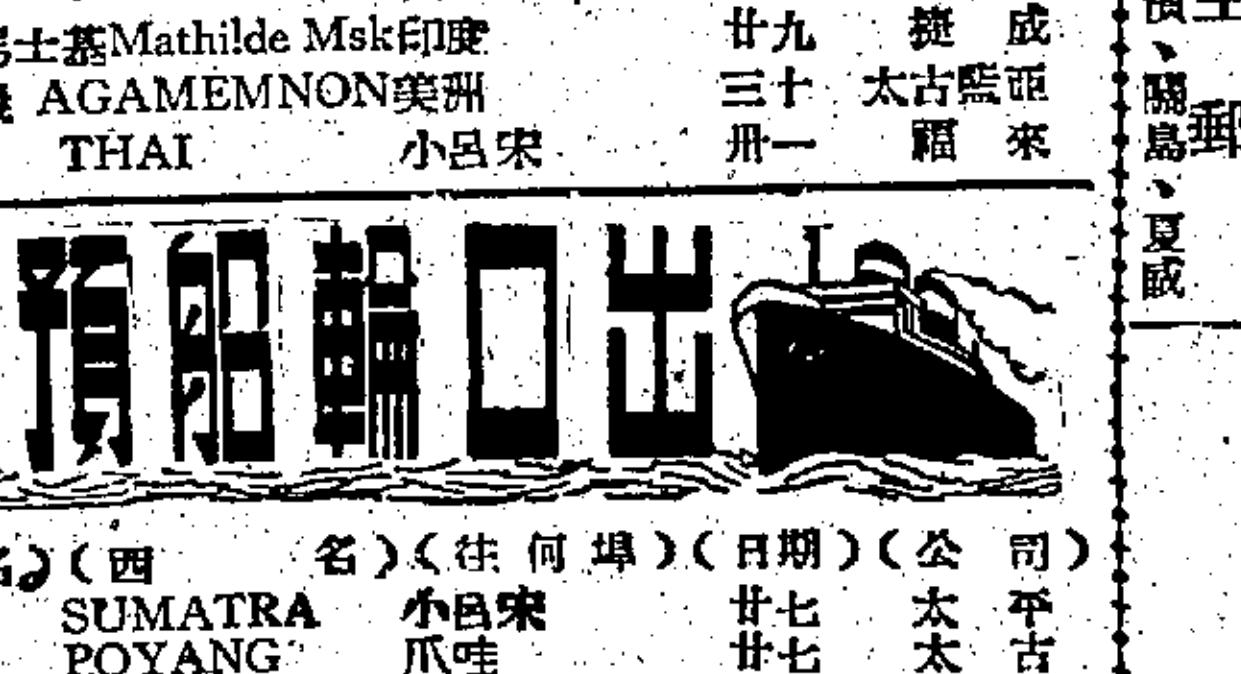 士基Mathilde Msk印度 廿九 捷成
AGAMEMNON美洲 三十 太古藍亞
THAI 小呂宋 卅一 福來
預船輪口出
名)(西名)(往何埠)(日期)(公司)
SUMATRA 小呂宋 廿七 太平
POYANG 爪哇 廿七 太古
、關島、夏威
郵